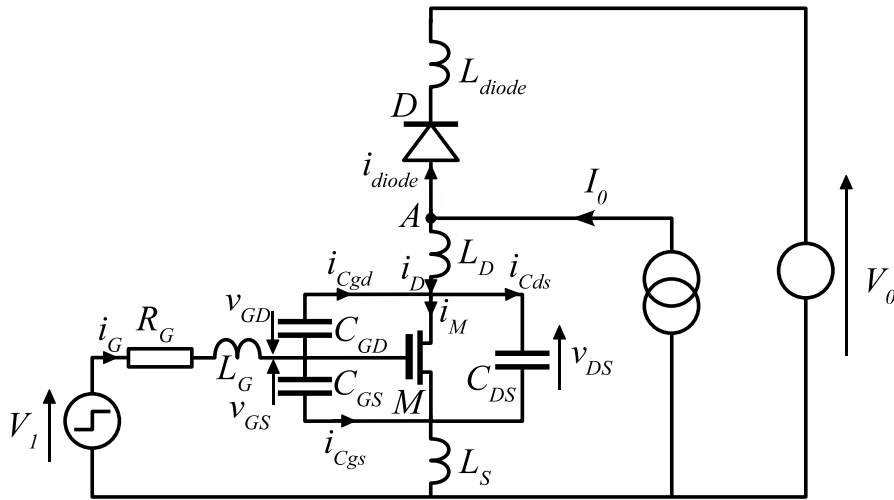 L_diode
D
i_diode
I_0
A
L_D
i_Cgd
i_D
i_Cds
V_0
v_GD
i_M
C_GD
i_G
R_G
L_G
v_DS
C_GS
M
C_DS
v_GS
V_1
i_Cgs
L_S